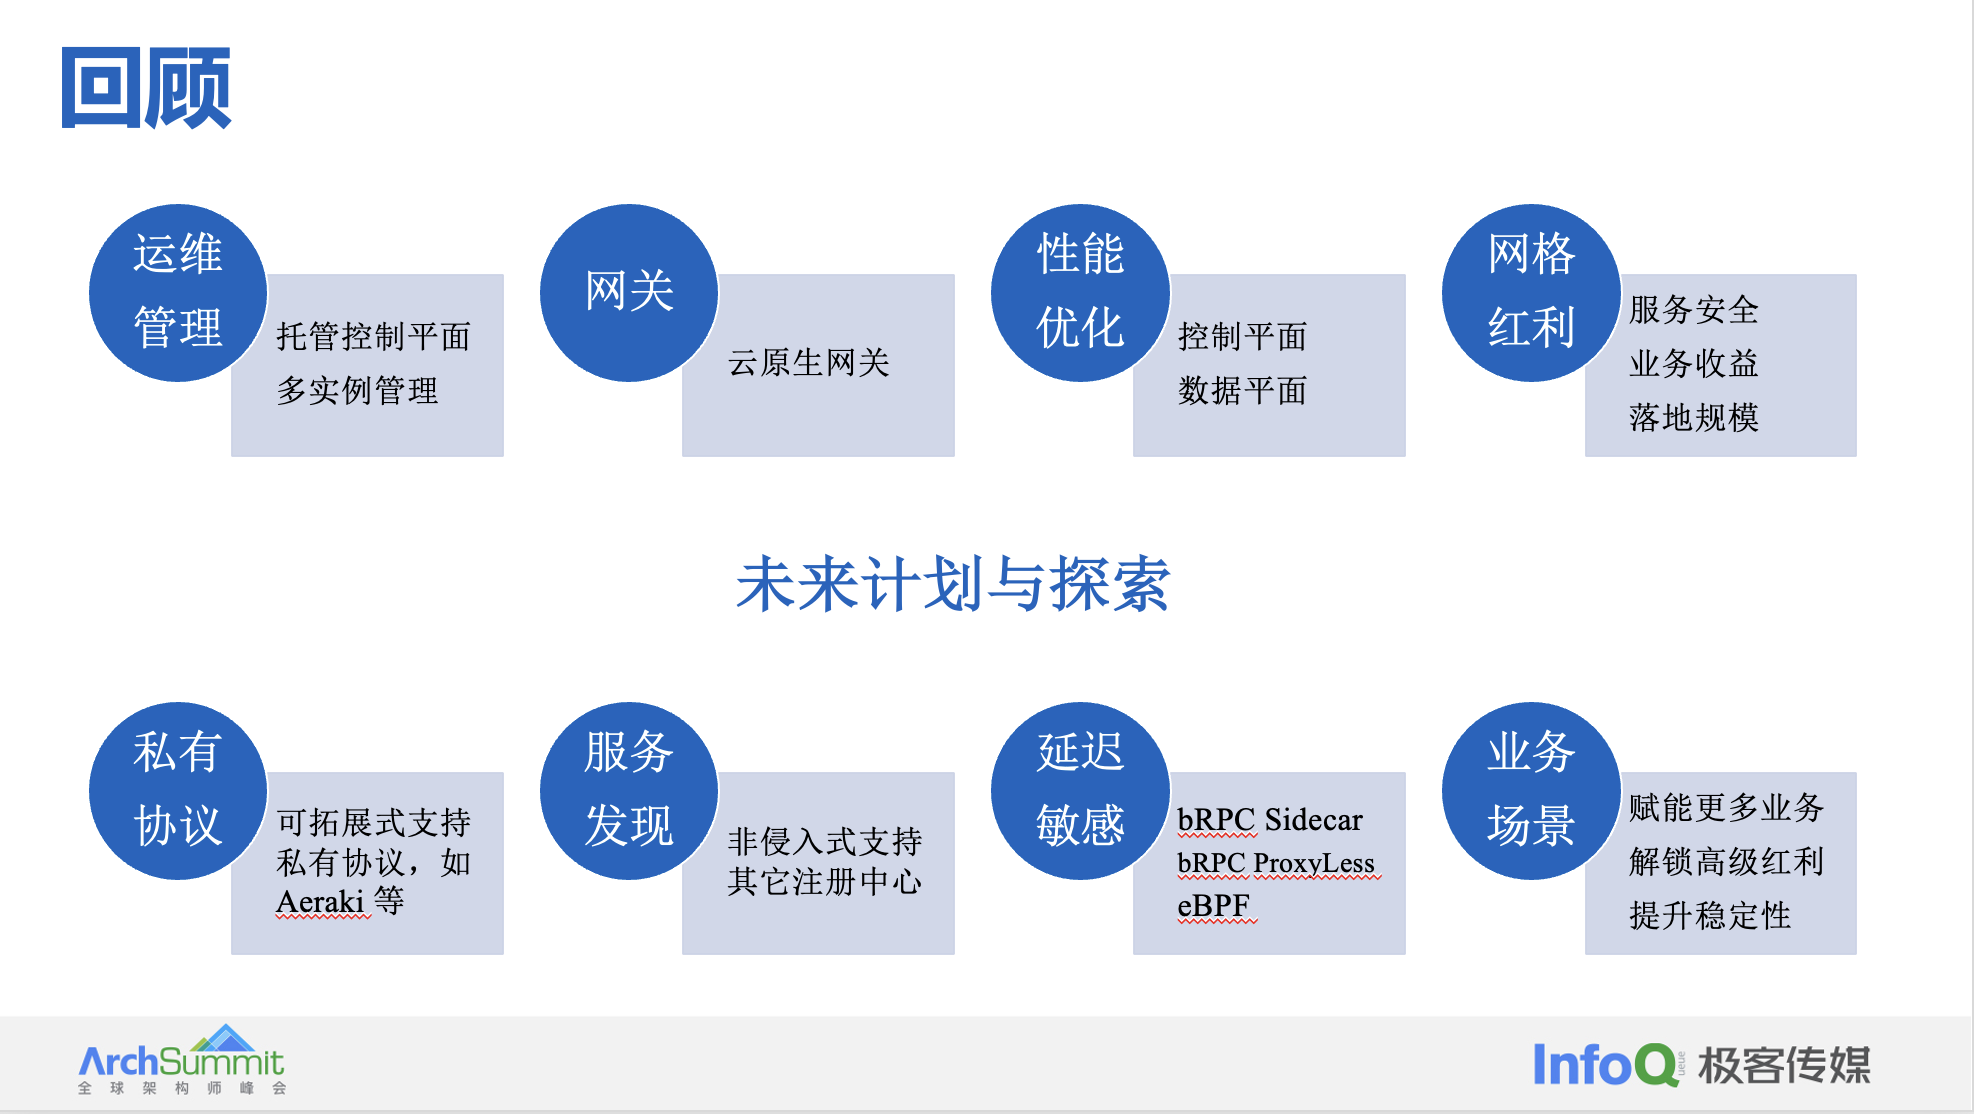 回顾
运维
管理
托管控制平面
多实例管理
网关
云原生网关
性能
优化
控制平面
数据平面
网格
红利
服务安全
业务收益
落地规模
未来计划与探索
私有
协议
可拓展式支持
私有协议，如
Aeraki 等
服务
发现
非侵入式支持
其它注册中心
延迟
敏感
bRPC Sidecar
bRPC ProxyLess
eBPF
业务
场景
赋能更多业务
解锁高级红利
提升稳定性
ArchSummit
全球架构师峰会
InfoQ ueue 极客传媒